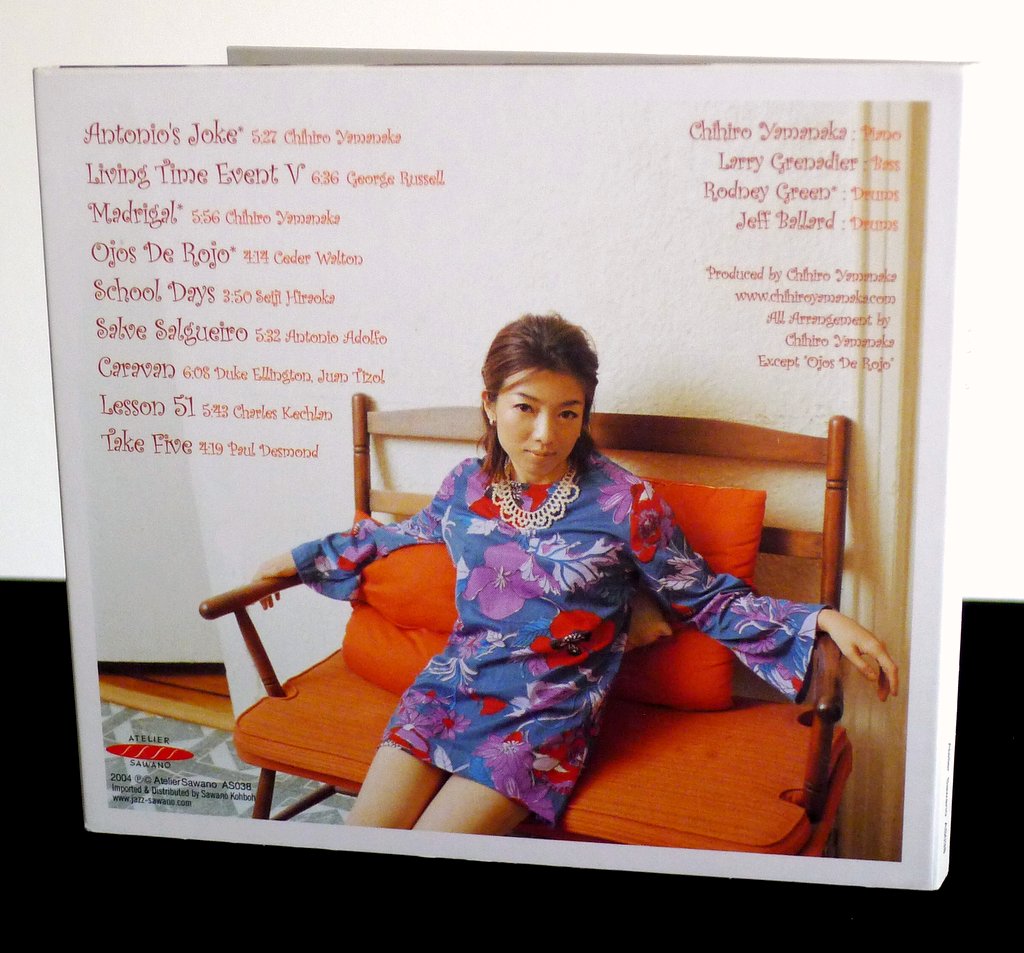 Antonio's Joke* 5:27 Chihiro Yamanaka
Living Time Event V 6:36 George Russell
Madrigal* 5:56 Chihiro Yamanaka
Ojos De Rojo* 4:14 Ceder Walton
School Days 3:50 Seiji Hiraoka
Salve Salgueiro 5:32 Antonio Adolfo
Caravan 6:08 Duke Ellington, Juan Tizol
Lesson 51 5:43 Charles Kechlan
Take Five 4:19 Paul Desmond
Chihiro Yamanaka : Piano
Larry Grenadier : Bass
Rodney Green* : Drums
Jeff Ballard : Drums
Produced by Chihiro Yamanaka
www.chihiroyamanaka.com
All Arrangement by
Chihiro Yamanaka
Except "Ojos De Rojo"
ATELIER
SAWANO
2004 ℗© Atelier Sawano AS038
Imported & Distributed by Sawano Kohboh
www.jazz-sawano.com